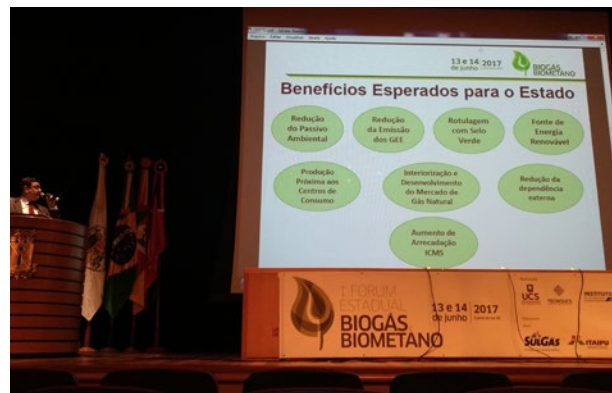 13 e 14 2017
de junho
BIOGÁS
BIOMETANO
Benefícios Esperados para o Estado
Redução
do Passivo
Ambiental
Redução
da Emissão
dos GEE
Rotulagem
com Selo
Verde
Fonte de
Energia
Renovável
Produção
Próxima aos
Centros de
Consumo
Interiorização e
Desenvolvimento
do Mercado de
Gás Natural
Redução da
dependência
externa
Aumento de
Arrecadação
ICMS
I FÓRUM
ESTADUAL
BIOGÁS,
BIOMETANO
13 e 14 2017
de junho
UCS
INSTITUTO
SULGÁS
ITAIPU